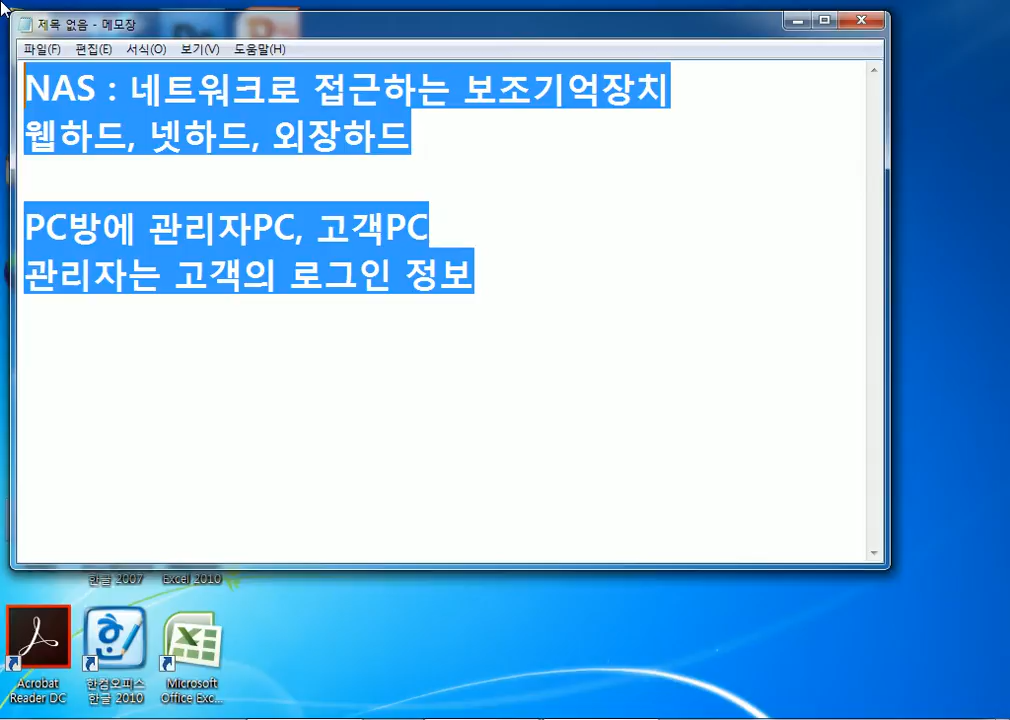 제목 없음 - 메모장
파일(F) 편집(E) 서식(O) 보기(V) 도움말(H)
NAS : 네트워크로 접근하는 보조기억장치
웹하드, 넷하드, 외장하드
PC방에 관리자PC, 고객PC
관리자는 고객의 로그인 정보
한글 2007
Excel 2010
Acrobat
Reader DC
한컴오피스
한글 2010
Microsoft
Office Exc...